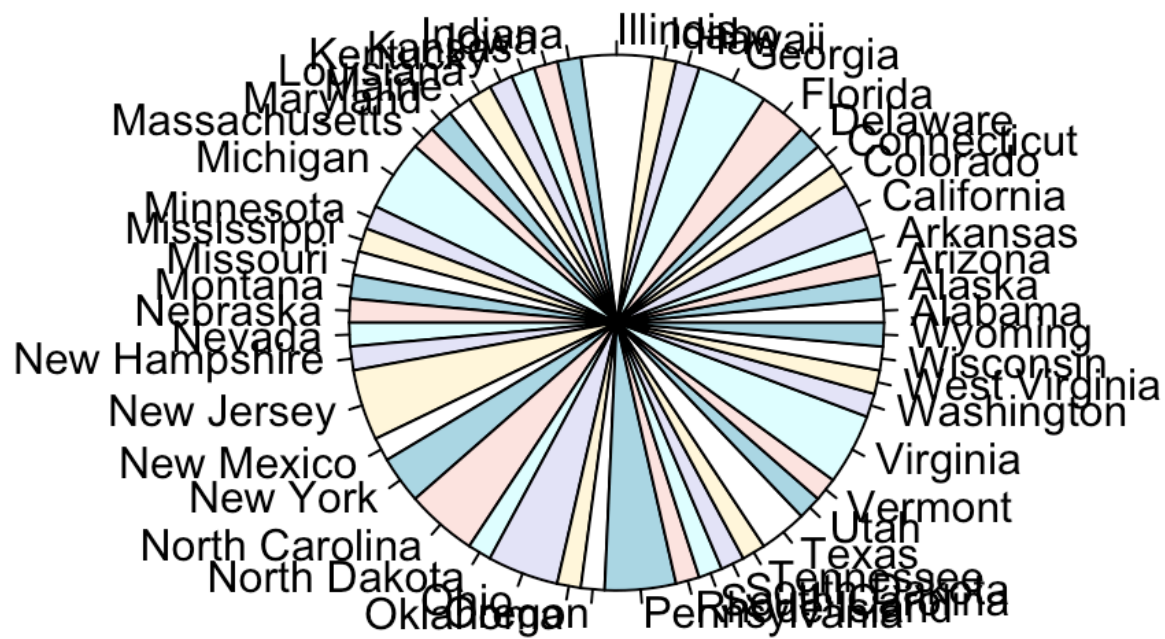 Illinois
Idaho
Hawaii
Georgia
Florida
Delaware
Connecticut
Colorado
California
Arkansas
Arizona
Alaska
Alabama
Wyoming
Wisconsin
West Virginia
Washington
Virginia
Vermont
Utah
Texas
Tennessee
South Dakota
South Carolina
Rhode Island
Pennsylvania
Oregon
Oklahoma
Ohio
North Dakota
North Carolina
New York
New Mexico
New Jersey
New Hampshire
Nevada
Nebraska
Montana
Missouri
Mississippi
Minnesota
Michigan
Massachusetts
Maryland
Maine
Louisiana
Kentucky
Kansas
Iowa
Indiana